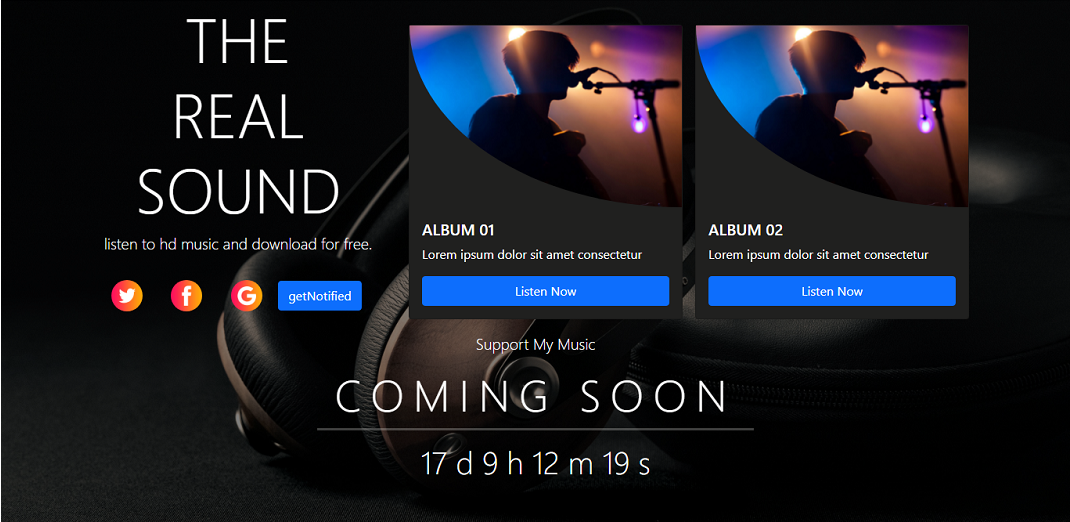 THE
REAL
SOUND
listen to hd music and download for free.
getNotified
ALBUM 01
Lorem ipsum dolor sit amet consectetur
Listen Now
ALBUM 02
Lorem ipsum dolor sit amet consectetur
Listen Now
Support My Music
COMING SOON
17 d 9 h 12 m 19 s